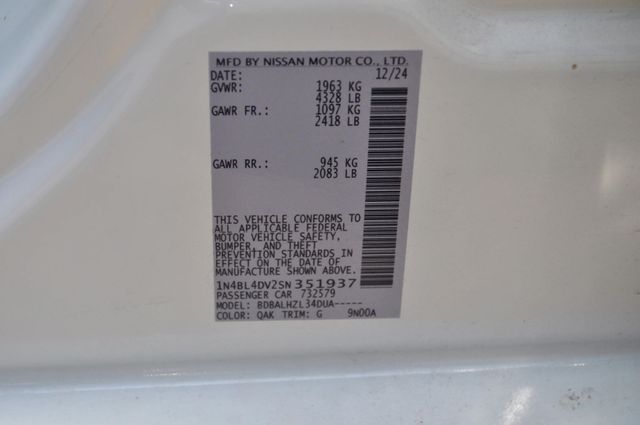 MFD BY NISSAN MOTOR CO., LTD.
DATE: 12/24
GVWR: 1963 KG
4328 LB
GAWR FR.: 1097 KG
2418 LB
GAWR RR.: 945 KG
2083 LB
THIS VEHICLE CONFORMS TO
ALL APPLICABLE FEDERAL
MOTOR VEHICLE SAFETY,
BUMPER, AND THEFT
PREVENTION STANDARDS IN
EFFECT ON THE DATE OF
MANUFACTURE SHOWN ABOVE.
1N4BL4DV2SN351937
PASSENGER CAR 732579
MODEL: BDBALHZL34DUA-----
COLOR: QAK TRIM: G 9N00A